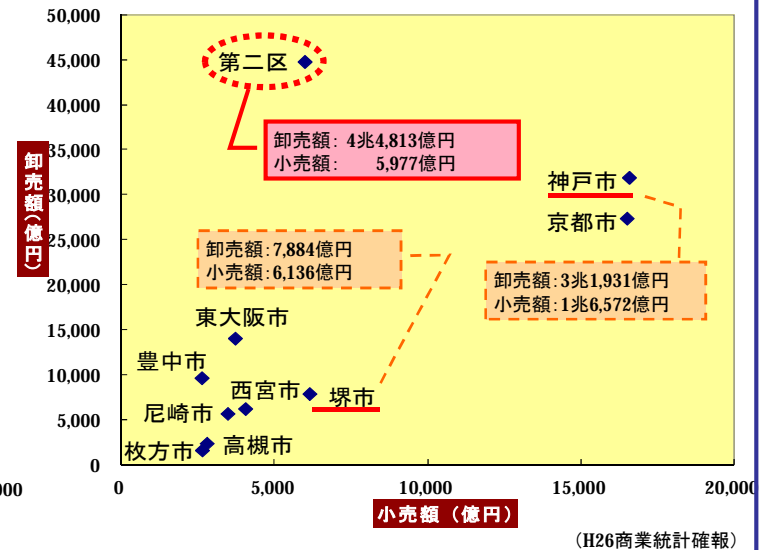 50,000
45,000
40,000
35,000
30,000
25,000
20,000
15,000
10,000
5,000
0
卸売額(億円)
第二区
卸売額: 4兆4,813億円
小売額: 5,977億円
神戸市
京都市
卸売額:7,884億円
小売額:6,136億円
卸売額:3兆1,931億円
小売額:1兆6,572億円
東大阪市
豊中市
西宮市
堺市
尼崎市
高槻市
枚方市
000
0
5,000
10,000
15,000
20,000
小売額(億円)
(H26商業統計確報)